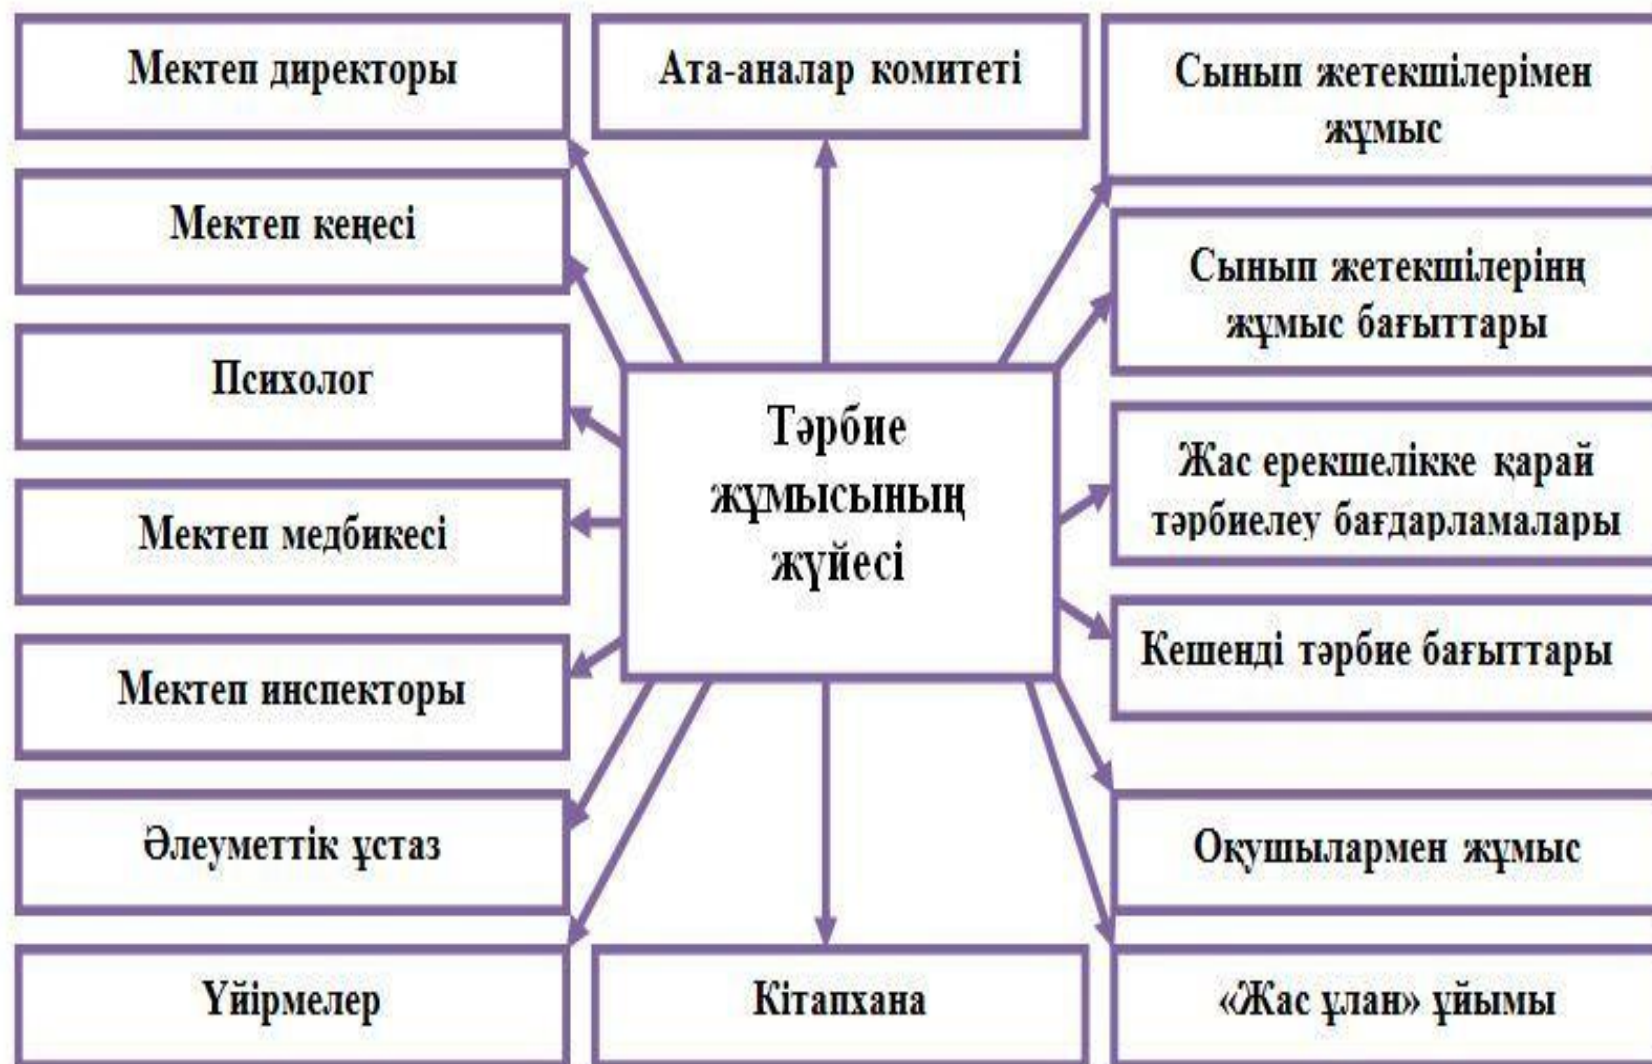 Мектеп директоры
Ата-аналар комитеті
Сынып жетекшілерімен
жұмыс
Мектеп кеңесі
Сынып жетекшілерінң
жұмыс бағыттары
Психолог
Тәрбие
жұмысының
жүйесі
Жас ерекшелікке қарай
тәрбиелеу бағдарламалары
Мектеп медбикесі
Кешенді тәрбие бағыттары
Мектеп инспекторы
Әлеуметтік ұстаз
Оқушылармен жұмыс
Үйірмелер
Кітапхана
«Жас ұлан» ұйымы